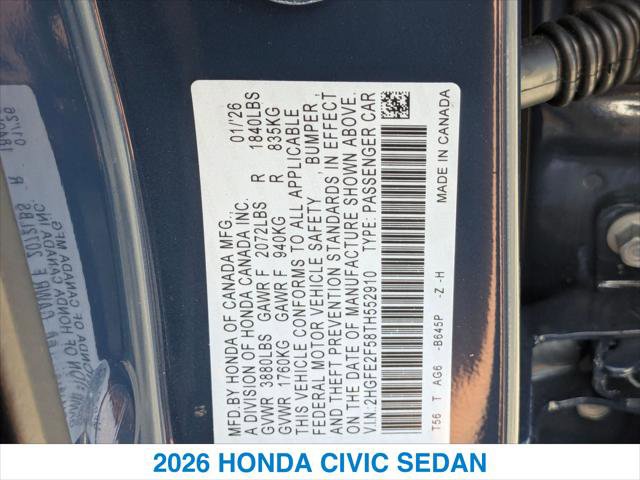 MFD.BY HONDA OF CANADA MFG., 01/26
A DIVISION OF HONDA CANADA INC.
GVWR 3880LBS GAWR F 2072LBS R 1840LBS
GVWR 1760KG GAWR F 940KG R 835KG
THIS VEHICLE CONFORMS TO ALL APPLICABLE
FEDERAL MOTOR VEHICLE SAFETY, BUMPER,
AND THEFT PREVENTION STANDARDS IN EFFECT
ON THE DATE OF MANUFACTURE SHOWN ABOVE.
V.I.N.:2HGFE2F58TH552910 TYPE: PASSENGER CAR
T56 T AG6 -B645P -Z -H MADE IN CANADA
2026 HONDA CIVIC SEDAN